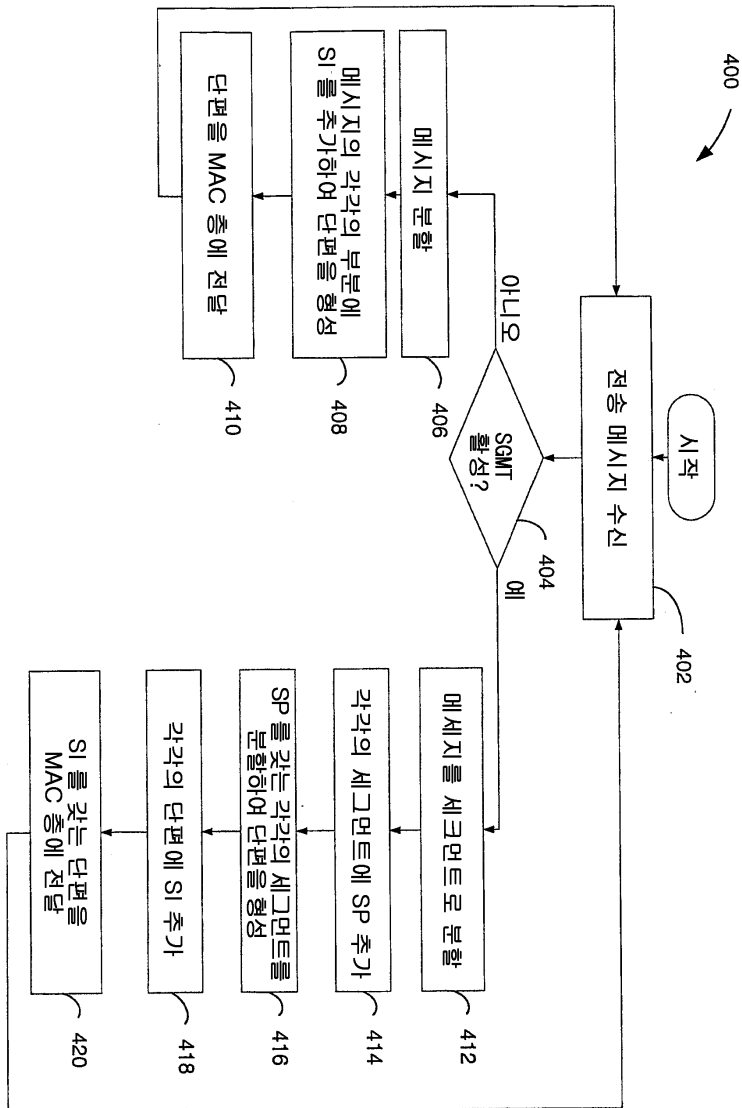 400
시작
전송 메시지 수신
402
SGMT
활성?
404
아니오
예
메시지 분할
406
메시지의 각각의 부분에
SI 를 추가하여 단편을 형성
408
단편을 MAC 층에 전달
410
메세지를 세크먼트로 분할
412
각각의 세그먼트에 SP 추가
414
SP 를 갖는 각각의 세그먼트를
분할하여 단편을 형성
416
각각의 단편에 SI 추가
418
SI 를 갖는 단편을
MAC 층에 전달
420